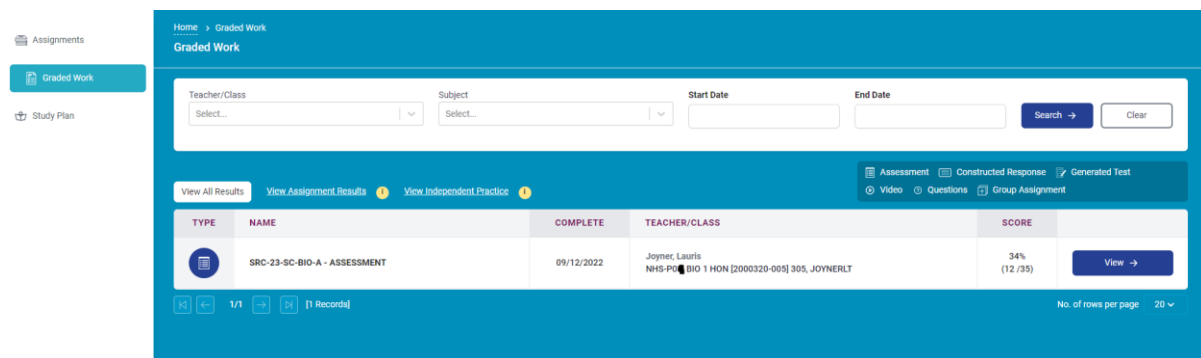 Assignments
Graded Work
Study Plan
Home > Graded Work
Graded Work
Teacher/Class Subject Start Date End Date
Select... Select... Search → Clear
Assessment Constructed Response Generated Test
Video Questions Group Assignment
View All Results View Assignment Results View Independent Practice
TYPE NAME COMPLETE TEACHER/CLASS SCORE
SRC-23-SC-BIO-A - ASSESSMENT 09/12/2022 Joyner, Lauris 34% View →
NHS-P0 BIO 1 HON [2000320-005] 305, JOYNERLT (12 /35)
1/1 [1 Records] No. of rows per page 20